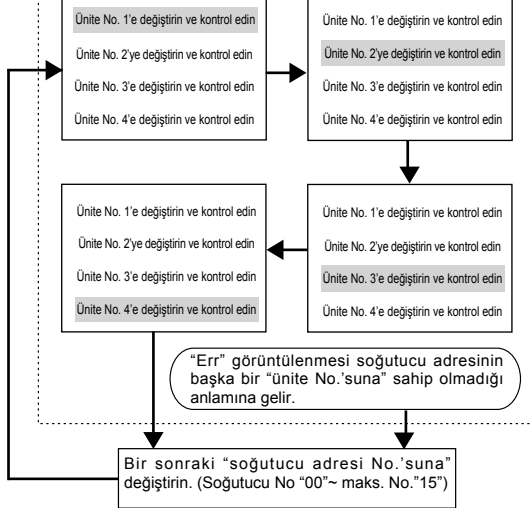 Ünite No. 1'e değiştirin ve kontrol edin
Ünite No. 2'ye değiştirin ve kontrol edin
Ünite No. 3'e değiştirin ve kontrol edin
Ünite No. 4'e değiştirin ve kontrol edin
Ünite No. 1'e değiştirin ve kontrol edin
Ünite No. 2'ye değiştirin ve kontrol edin
Ünite No. 3'e değiştirin ve kontrol edin
Ünite No. 4'e değiştirin ve kontrol edin
Ünite No. 1'e değiştirin ve kontrol edin
Ünite No. 2'ye değiştirin ve kontrol edin
Ünite No. 3'e değiştirin ve kontrol edin
Ünite No. 4'e değiştirin ve kontrol edin
Ünite No. 1'e değiştirin ve kontrol edin
Ünite No. 2'ye değiştirin ve kontrol edin
Ünite No. 3'e değiştirin ve kontrol edin
Ünite No. 4'e değiştirin ve kontrol edin
“Err” görüntülenmesi soğutucu adresinin
başka bir “ünite No.'suna” sahip olmadığı
anlamına gelir.
Bir sonraki “soğutucu adresi No.'suna”
değiştirin. (Soğutucu No “00”~ maks. No.”15”)